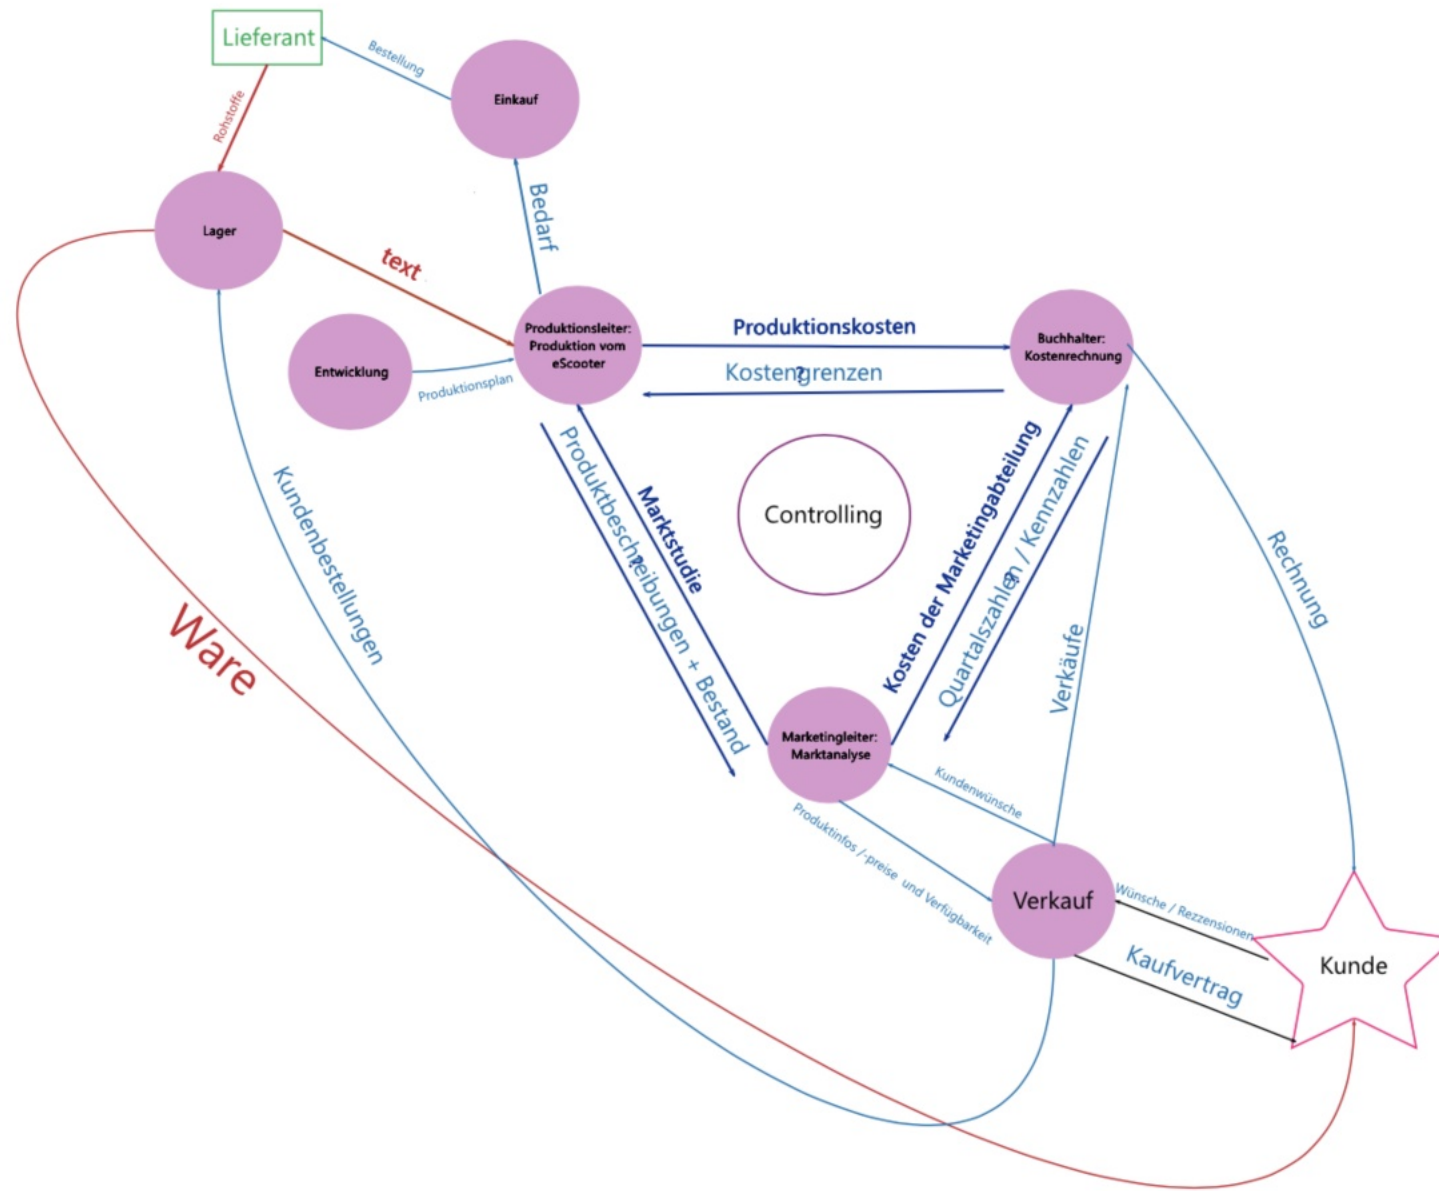 Lieferant
Bestellung
Einkauf
Rohstoffe
Lager
Bedarf
text
Produktionsleiter:
Produktion vom
eScooter
Produktionskosten
Buchhalter:
Kostenrechnung
Entwicklung
Produktionsplan
Kostengrenzen
?
Produktbeschreibungen + Bestand
?
Marktstudie
Controlling
Kosten der Marketingabteilung
Quartalszahlen / Kennzahlen
?
Verkäufe
Rechnung
Kundenbestellungen
Ware
Marketingleiter:
Marktanalyse
Kundenwünsche
Produktinfos /-preise und Verfügbarkeit
Verkauf
Wünsche / Rezzensionen
Kaufvertrag
Kunde